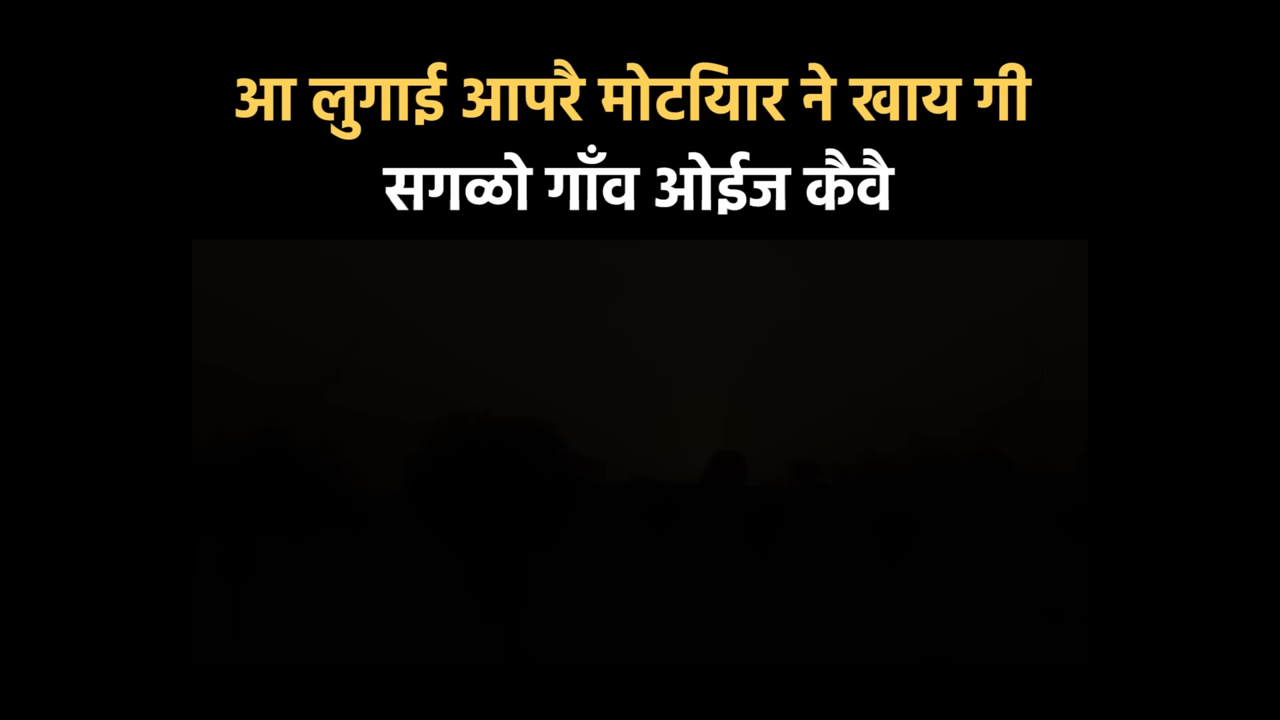 आ लुगाई आपरै मोटयिार ने खाय गी
सगळो गाँव ओईज कैवै